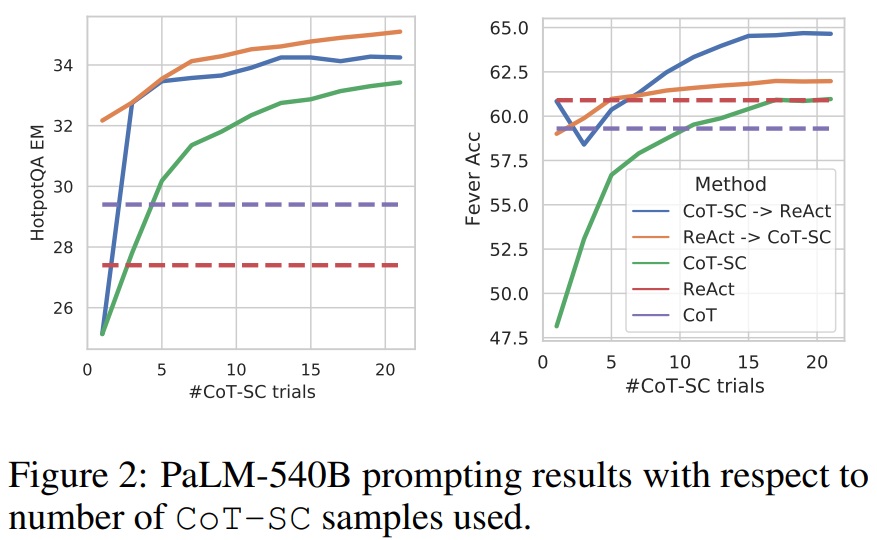 HotpotQA EM
34
32
30
28
26
0 5 10 15 20
#CoT-SC trials
Fever Acc
65.0
62.5
60.0
57.5
55.0
52.5
50.0
47.5
0 5 10 15 20
#CoT-SC trials
Method
CoT-SC -> ReAct
ReAct -> CoT-SC
CoT-SC
ReAct
CoT
Figure 2: PaLM-540B prompting results with respect to
number of CoT-SC samples used.